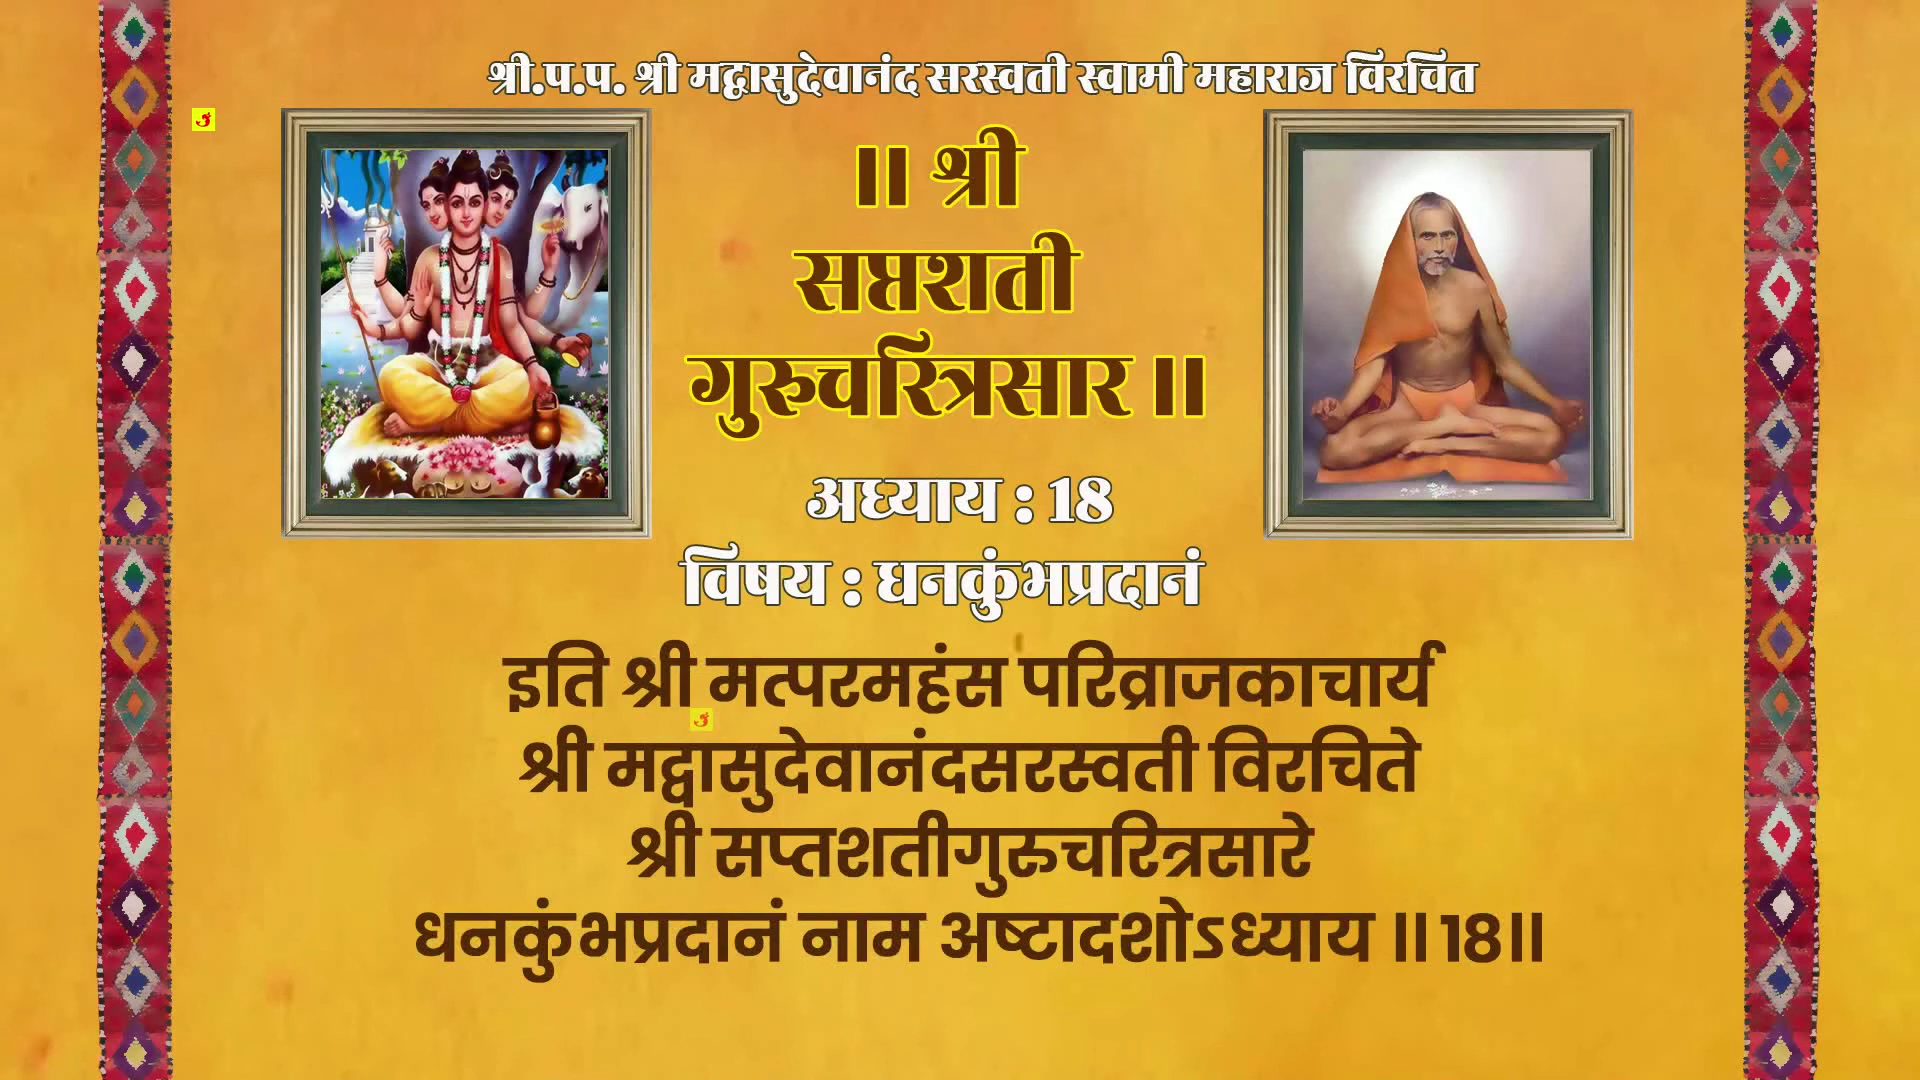 श्री.प.प. श्री मद्वासुदेवानंद सरस्वती स्वामी महाराज विरचित
।। श्री
सप्तशती
गुरुचरित्रसार ।।
अध्याय : 18
विषय : धनकुंभप्रदानं
इति श्री मत्परमहंस परिव्राजकाचार्य
श्री मद्वासुदेवानंदसरस्वती विरचिते
श्री सप्तशतीगुरुचरित्रसारे
धनकुंभप्रदानं नाम अष्टादशोऽध्याय ।। 18।।